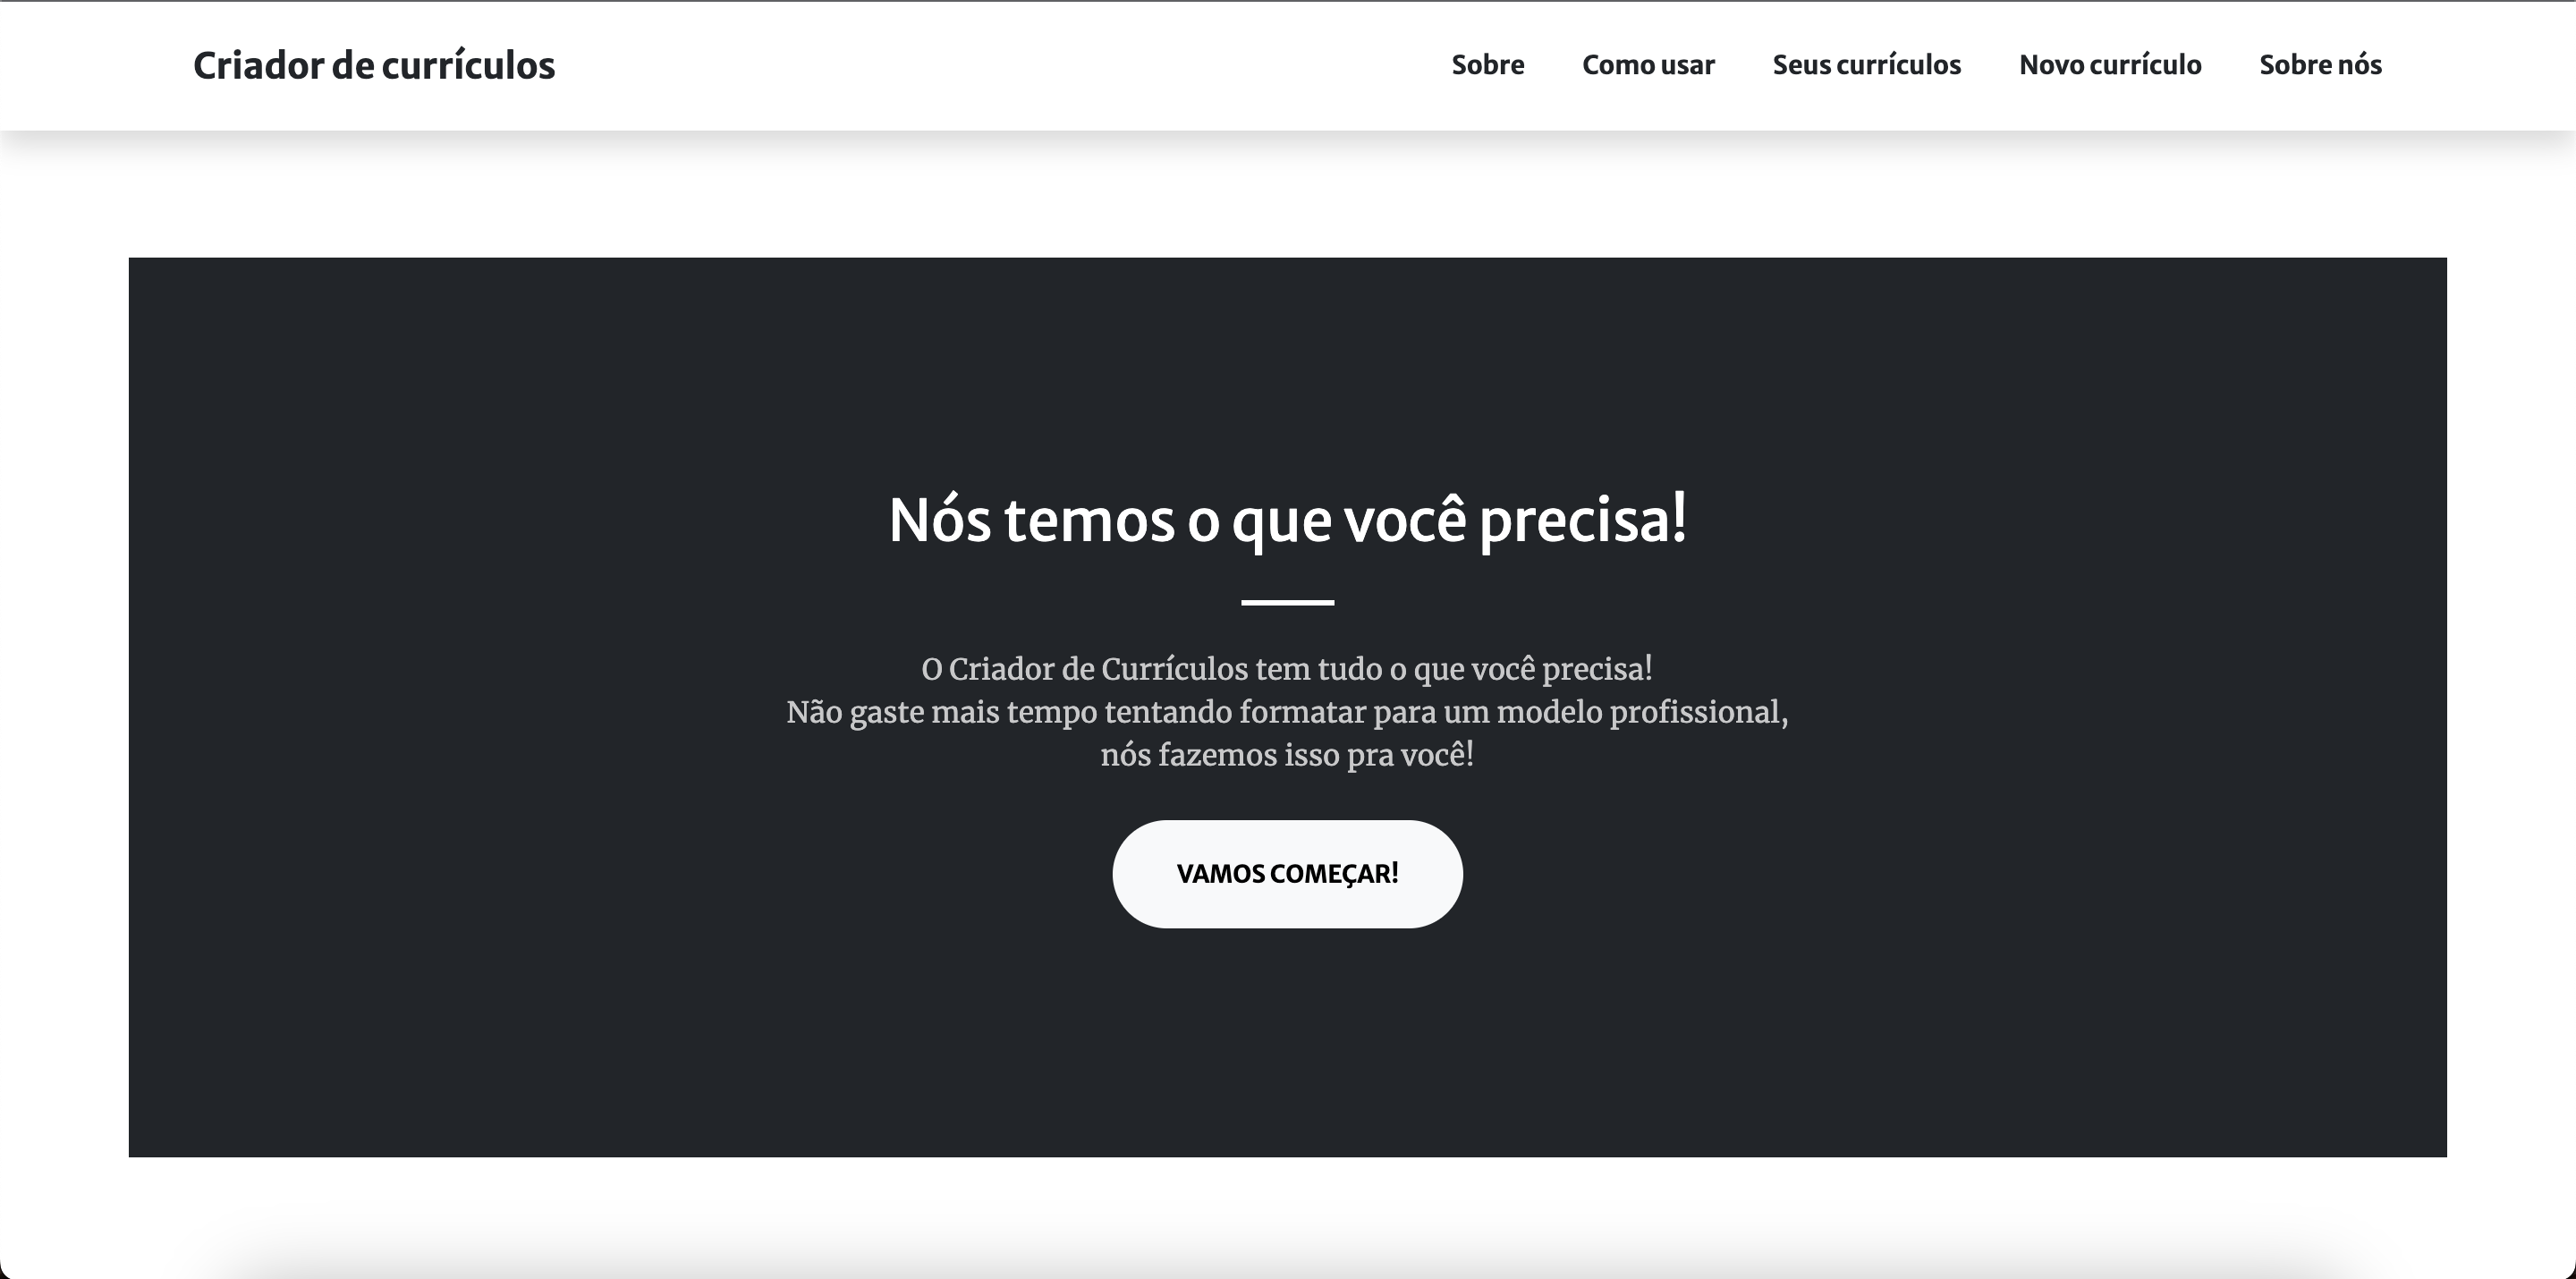 Criador de currículos
Sobre Como usar Seus currículos Novo currículo Sobre nós
Nós temos o que você precisa!
O Criador de Currículos tem tudo o que você precisa!
Não gaste mais tempo tentando formatar para um modelo profissional,
nós fazemos isso pra você!
VAMOS COMEÇAR!